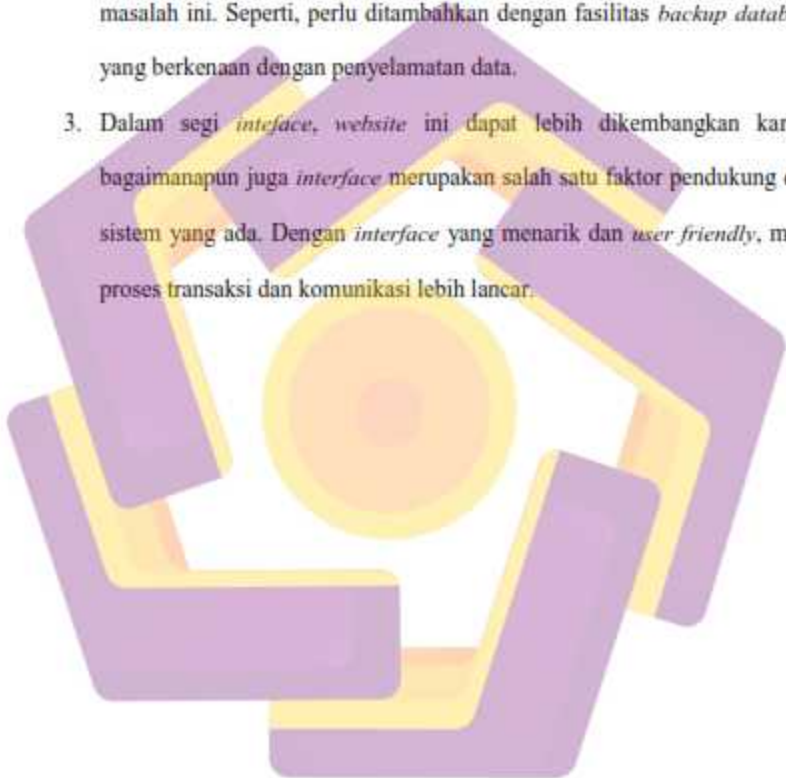 masalah ini. Seperti, perlu ditambahkan dengan fasilitas backup datab
yang berkenaan dengan penyelamatan data.
3. Dalam segi inteface, website ini dapat lebih dikembangkan kar
bagaimanapun juga interface merupakan salah satu faktor pendukung
sistem yang ada. Dengan interface yang menarik dan user friendly, m
proses transaksi dan komunikasi lebih lancar.